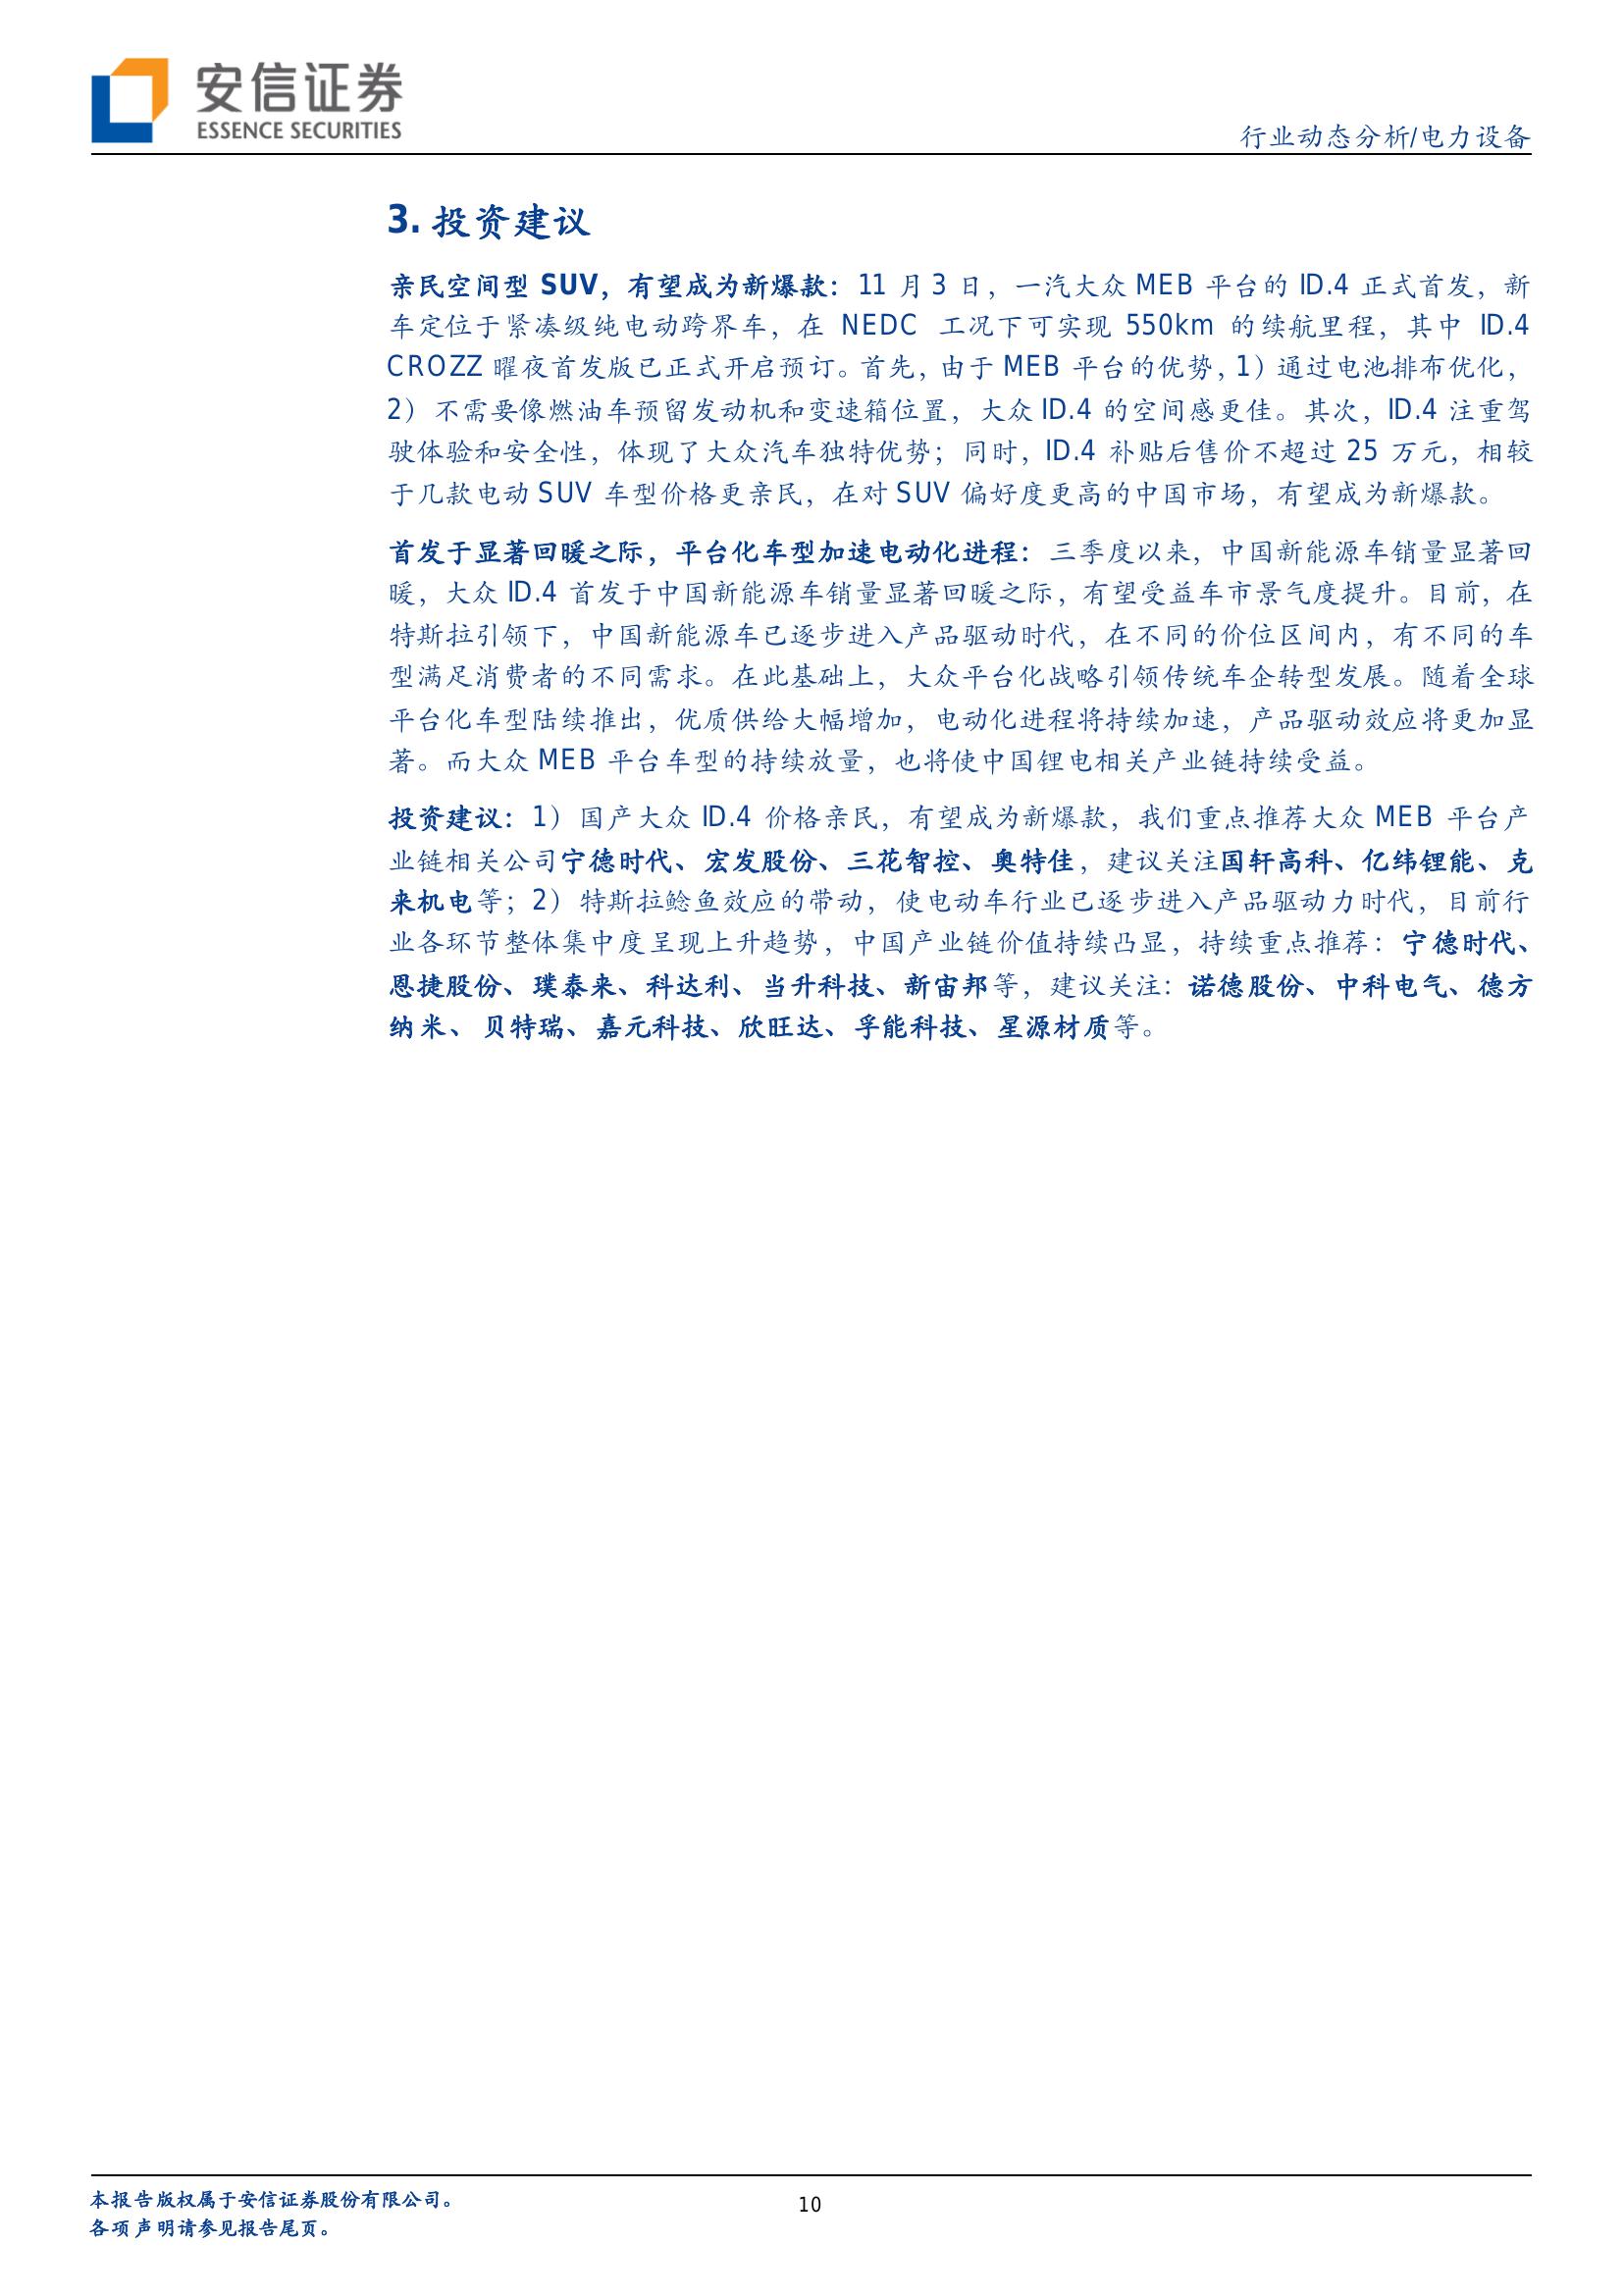 安信证券
ESSENCE SECURITIES
行业动态分析/电力设备
3. 投资建议
亲民空间型 SUV，有望成为新爆款：11 月 3 日，一汽大众 MEB 平台的 ID.4 正式首发，新
车定位于紧凑级纯电动跨界车，在 NEDC 工况下可实现 550km 的续航里程，其中 ID.4
CROZZ 曜夜首发版已正式开启预订。首先，由于 MEB 平台的优势，1）通过电池排布优化，
2）不需要像燃油车预留发动机和变速箱位置，大众 ID.4 的空间感更佳。其次，ID.4 注重驾
驶体验和安全性，体现了大众汽车独特优势；同时，ID.4 补贴后售价不超过 25 万元，相较
于几款电动 SUV 车型价格更亲民，在对 SUV 偏好度更高的中国市场，有望成为新爆款。
首发于显著回暖之际，平台化车型加速电动化进程：三季度以来，中国新能源车销量显著回
暖，大众 ID.4 首发于中国新能源车销量显著回暖之际，有望受益车市景气度提升。目前，在
特斯拉引领下，中国新能源车已逐步进入产品驱动时代，在不同的价位区间内，有不同的车
型满足消费者的不同需求。在此基础上，大众平台化战略引领传统车企转型发展。随着全球
平台化车型陆续推出，优质供给大幅增加，电动化进程将持续加速，产品驱动效应将更加显
著。而大众 MEB 平台车型的持续放量，也将使中国锂电相关产业链持续受益。
投资建议：1）国产大众 ID.4 价格亲民，有望成为新爆款，我们重点推荐大众 MEB 平台产
业链相关公司宁德时代、宏发股份、三花智控、奥特佳，建议关注国轩高科、亿纬锂能、克
来机电等；2）特斯拉鲶鱼效应的带动，使电动车行业已逐步进入产品驱动力时代，目前行
业各环节整体集中度呈现上升趋势，中国产业链价值持续凸显，持续重点推荐：宁德时代、
恩捷股份、璞泰来、科达利、当升科技、新宙邦等，建议关注：诺德股份、中科电气、德方
纳米、贝特瑞、嘉元科技、欣旺达、孚能科技、星源材质等。
本报告版权属于安信证券股份有限公司。
各项声明请参见报告尾页。
10